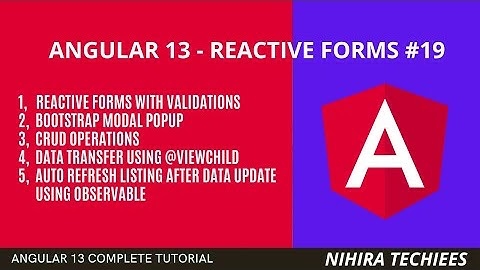 ANGULAR 13 - REACTIVE FORMS #19
1, REACTIVE FORMS WITH VALIDATIONS
2, BOOTSTRAP MODAL POPUP
3, CRUD OPERATIONS
4, DATA TRANSFER USING @VIEWCHILD
5, AUTO REFRESH LISTING AFTER DATA UPDATE
USING OBSERVABLE
A
ANGULAR 13 COMPLETE TUTORIAL
NIHIRA TECHIEES